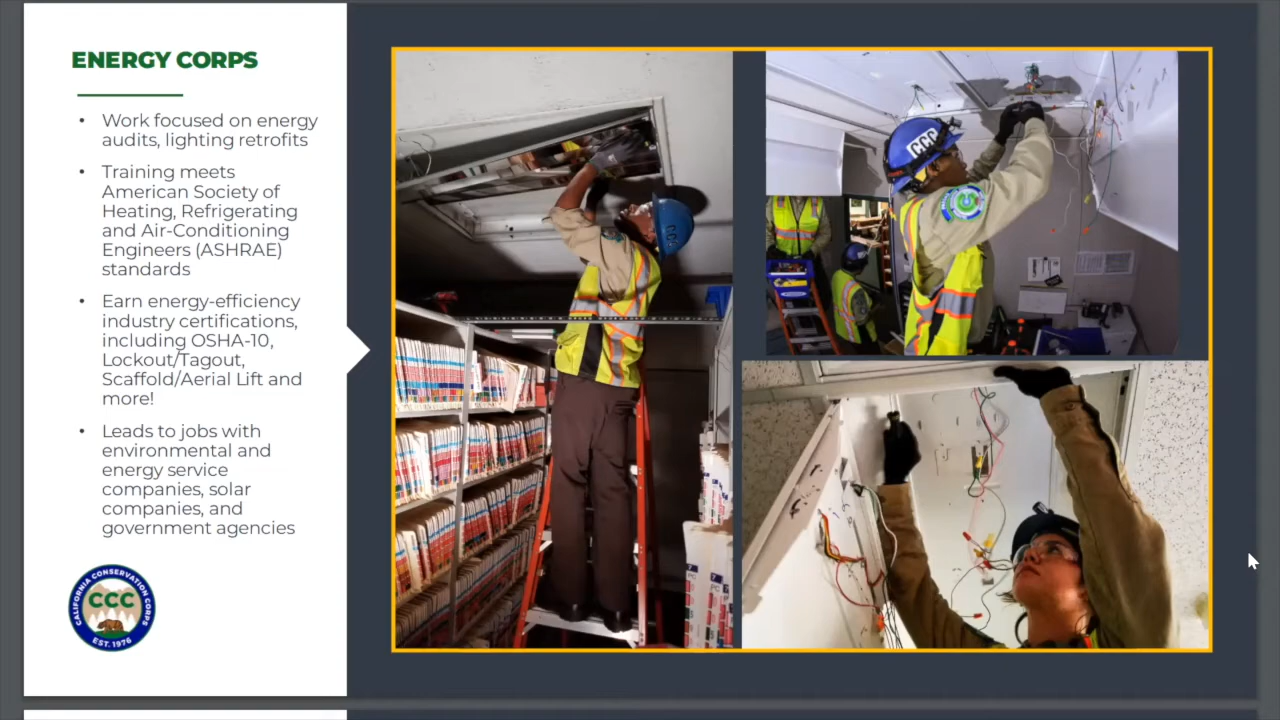 ENERGY CORPS
• Work focused on energy
audits, lighting retrofits
• Training meets
American Society of
Heating, Refrigerating
and Air-Conditioning
Engineers (ASHRAE)
standards
• Earn energy-efficiency
industry certifications,
including OSHA-10,
Lockout/Tagout,
Scaffold/Aerial Lift and
more!
• Leads to jobs with
environmental and
energy service
companies, solar
companies, and
government agencies
CALIFORNIA CONSERVATION CORPS
CCC
EST. 1976
CCC
CCC